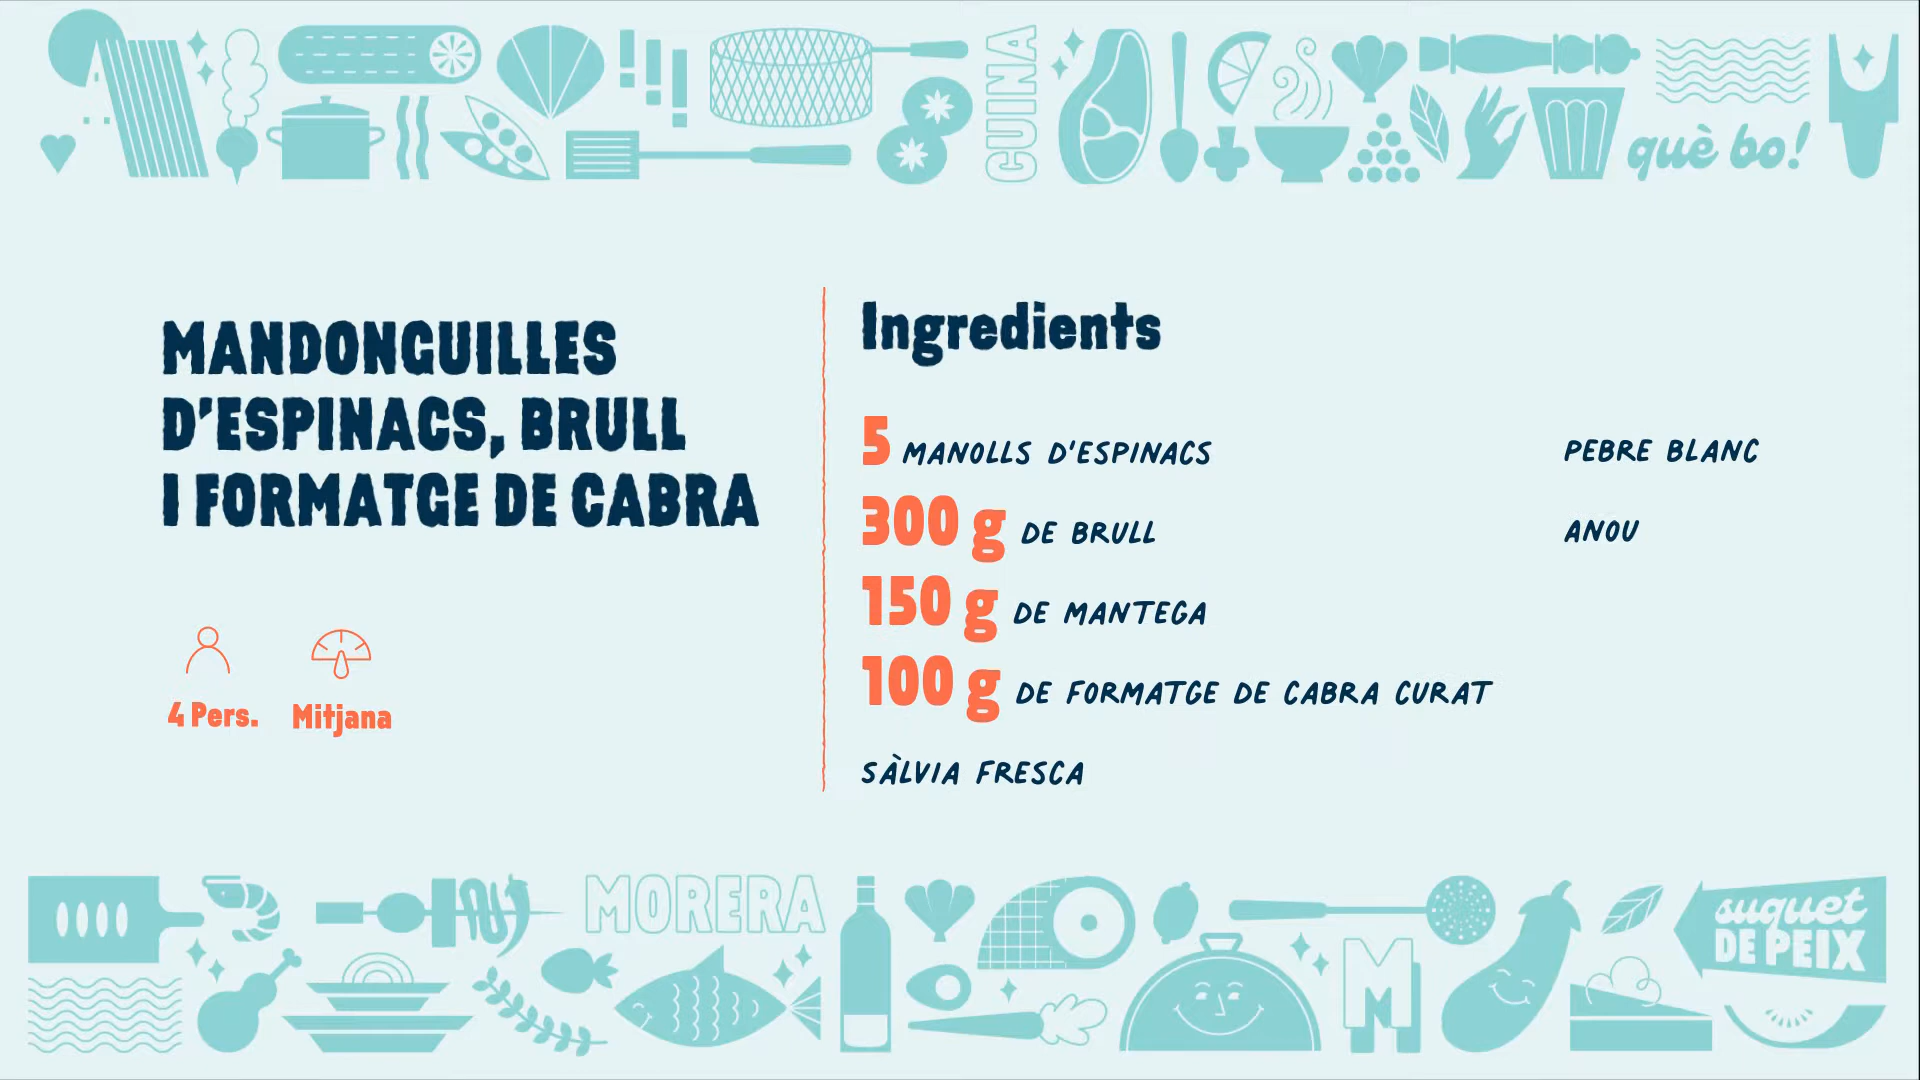 CUINA
què bo!
MANDONGUILLES
D'ESPINACS, BRULL
I FORMATGE DE CABRA
4 Pers.
Mitjana
Ingredients
5 MANOLLS D'ESPINACS
300 g DE BRULL
150 g DE MANTEGA
100 g DE FORMATGE DE CABRA CURAT
SÀLVIA FRESCA
PEBRE BLANC
ANOU
MORERA
M
suquet
DE PEIX